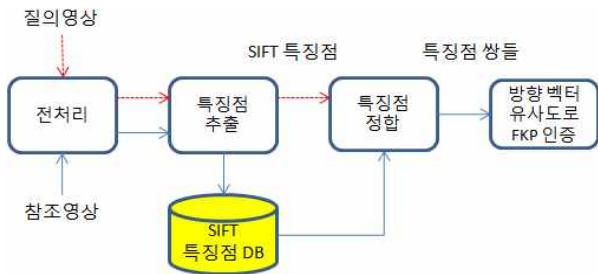 질의영상
SIFT 특징점
특징점 쌍들
전처리
특징점
추출
특징점
정합
방향 벡터
유사도로
FKP 인증
참조영상
SIFT
특징점 DB